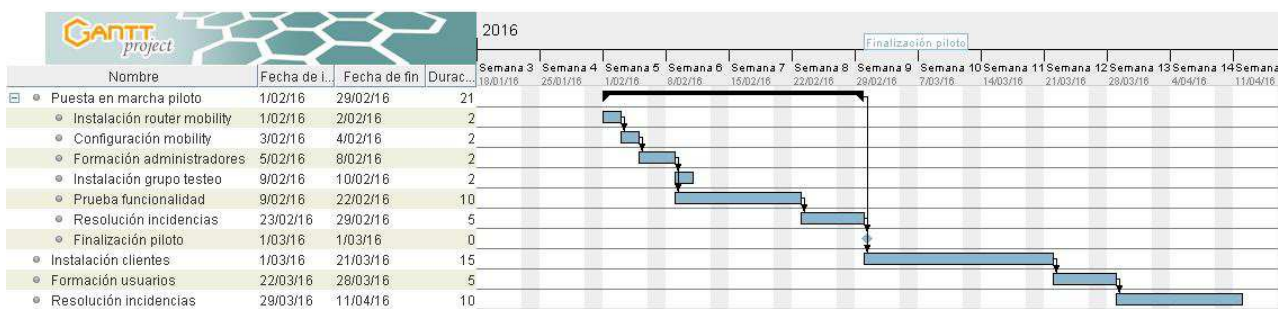 GANTT
project
2016
Finalización piloto
Semana 3 Semana 4 Semana 5 Semana 6 Semana 7 Semana 8 Semana 9 Semana 10 Semana 11 Semana 12 Semana 13 Semana 14 Semana
18/01/16 25/01/16 1/02/16 8/02/16 15/02/16 22/02/16 29/02/16 7/03/16 14/03/16 21/03/16 28/03/16 4/04/16 11/04/16
Nombre Fecha de i... Fecha de fin Durac...
Puesta en marcha piloto 1/02/16 29/02/16 21
Instalación router mobility 1/02/16 2/02/16 2
Configuración mobility 3/02/16 4/02/16 2
Formación administradores 5/02/16 8/02/16 2
Instalación grupo testeo 9/02/16 10/02/16 2
Prueba funcionalidad 9/02/16 22/02/16 10
Resolución incidencias 23/02/16 29/02/16 5
Finalización piloto 1/03/16 1/03/16 0
Instalación clientes 1/03/16 21/03/16 15
Formación usuarios 22/03/16 28/03/16 5
Resolución incidencias 29/03/16 11/04/16 10